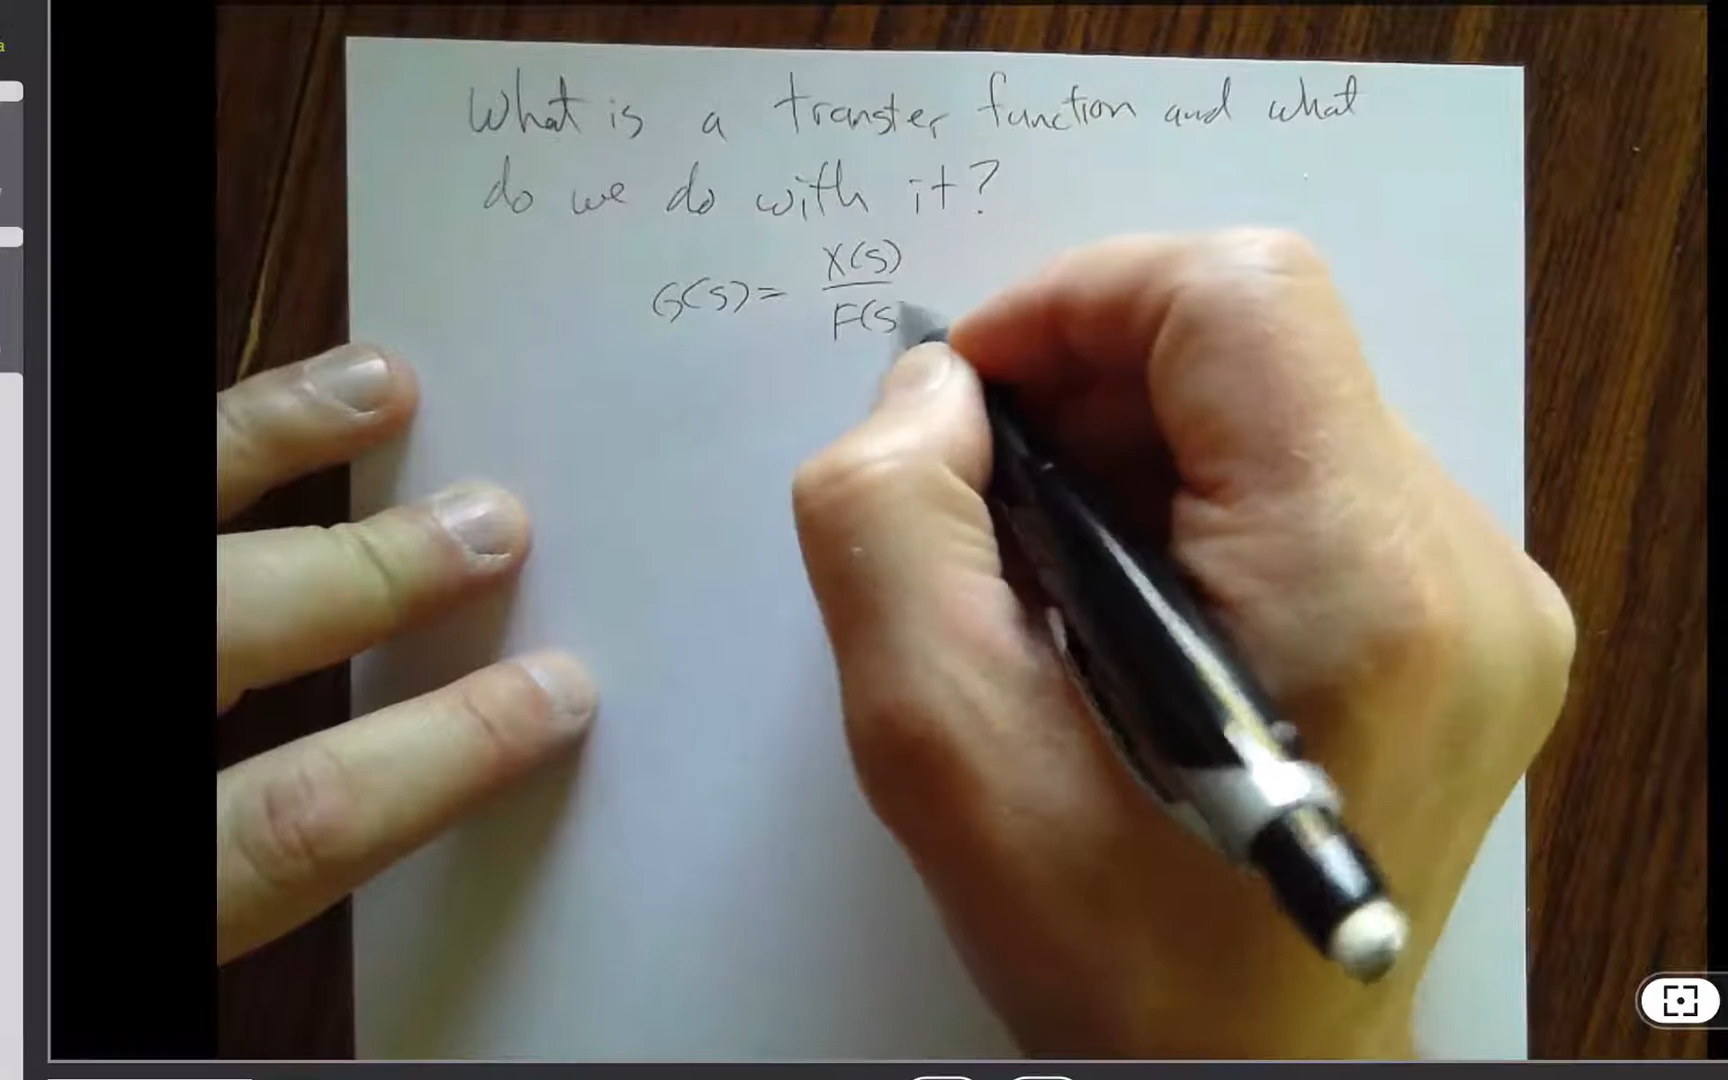 What is a transfer function and what
do we do with it?
G(s) = X(s)
F(s